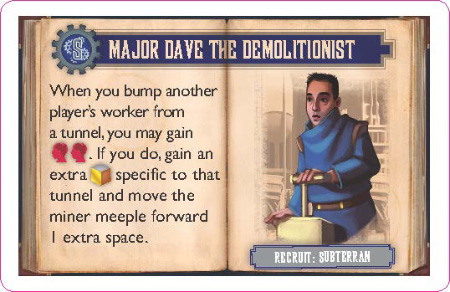 S
MAJOR DAVE THE DEMOLITIONIST
When you bump another
player's worker from
a tunnel, you may gain
. If you do, gain an
extra specific to that
tunnel and move the
miner meeple forward
1 extra space.
RECRUIT: SUBTERRAN